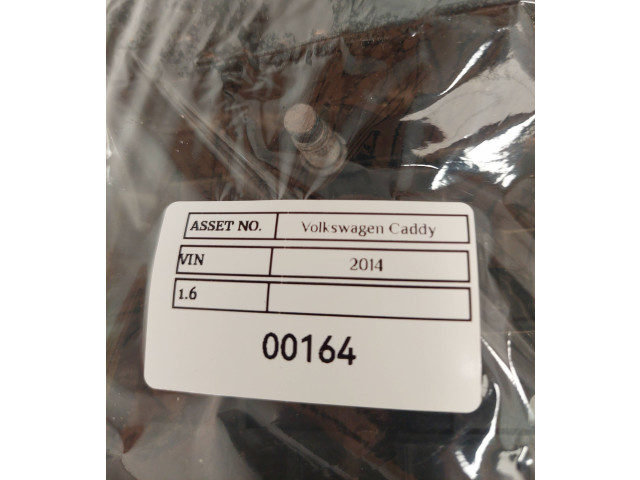 ASSET NO. Volkswagen Caddy
VIN 2014
1.6
00164